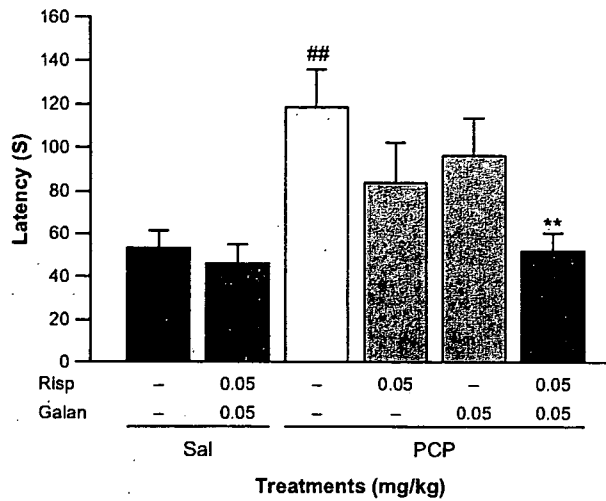 160
140
120
100
80
60
40
20
0
Latency (S)
##
**
Risp – 0.05 – 0.05 – 0.05
Galan – 0.05 – – 0.05 0.05
Sal PCP
Treatments (mg/kg)